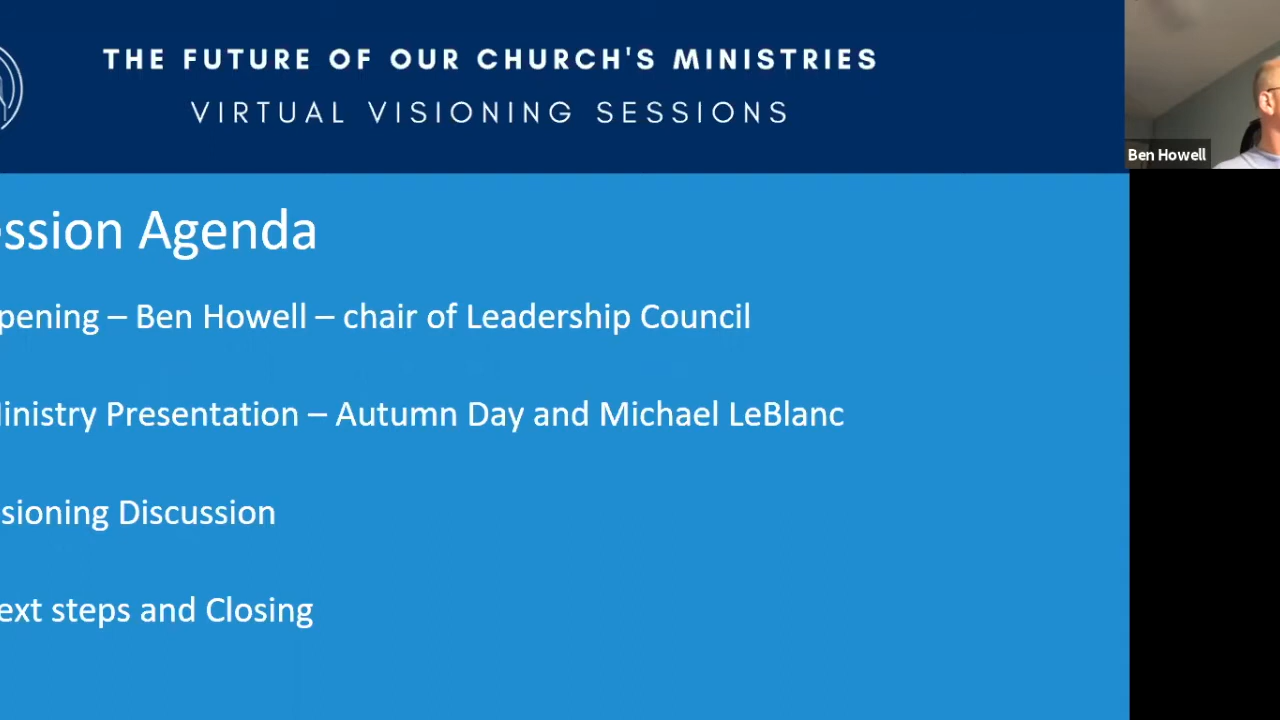 THE FUTURE OF OUR CHURCH'S MINISTRIES
VIRTUAL VISIONING SESSIONS
Ben Howell
ssion Agenda
pening – Ben Howell – chair of Leadership Council
inistry Presentation – Autumn Day and Michael LeBlanc
sioning Discussion
ext steps and Closing